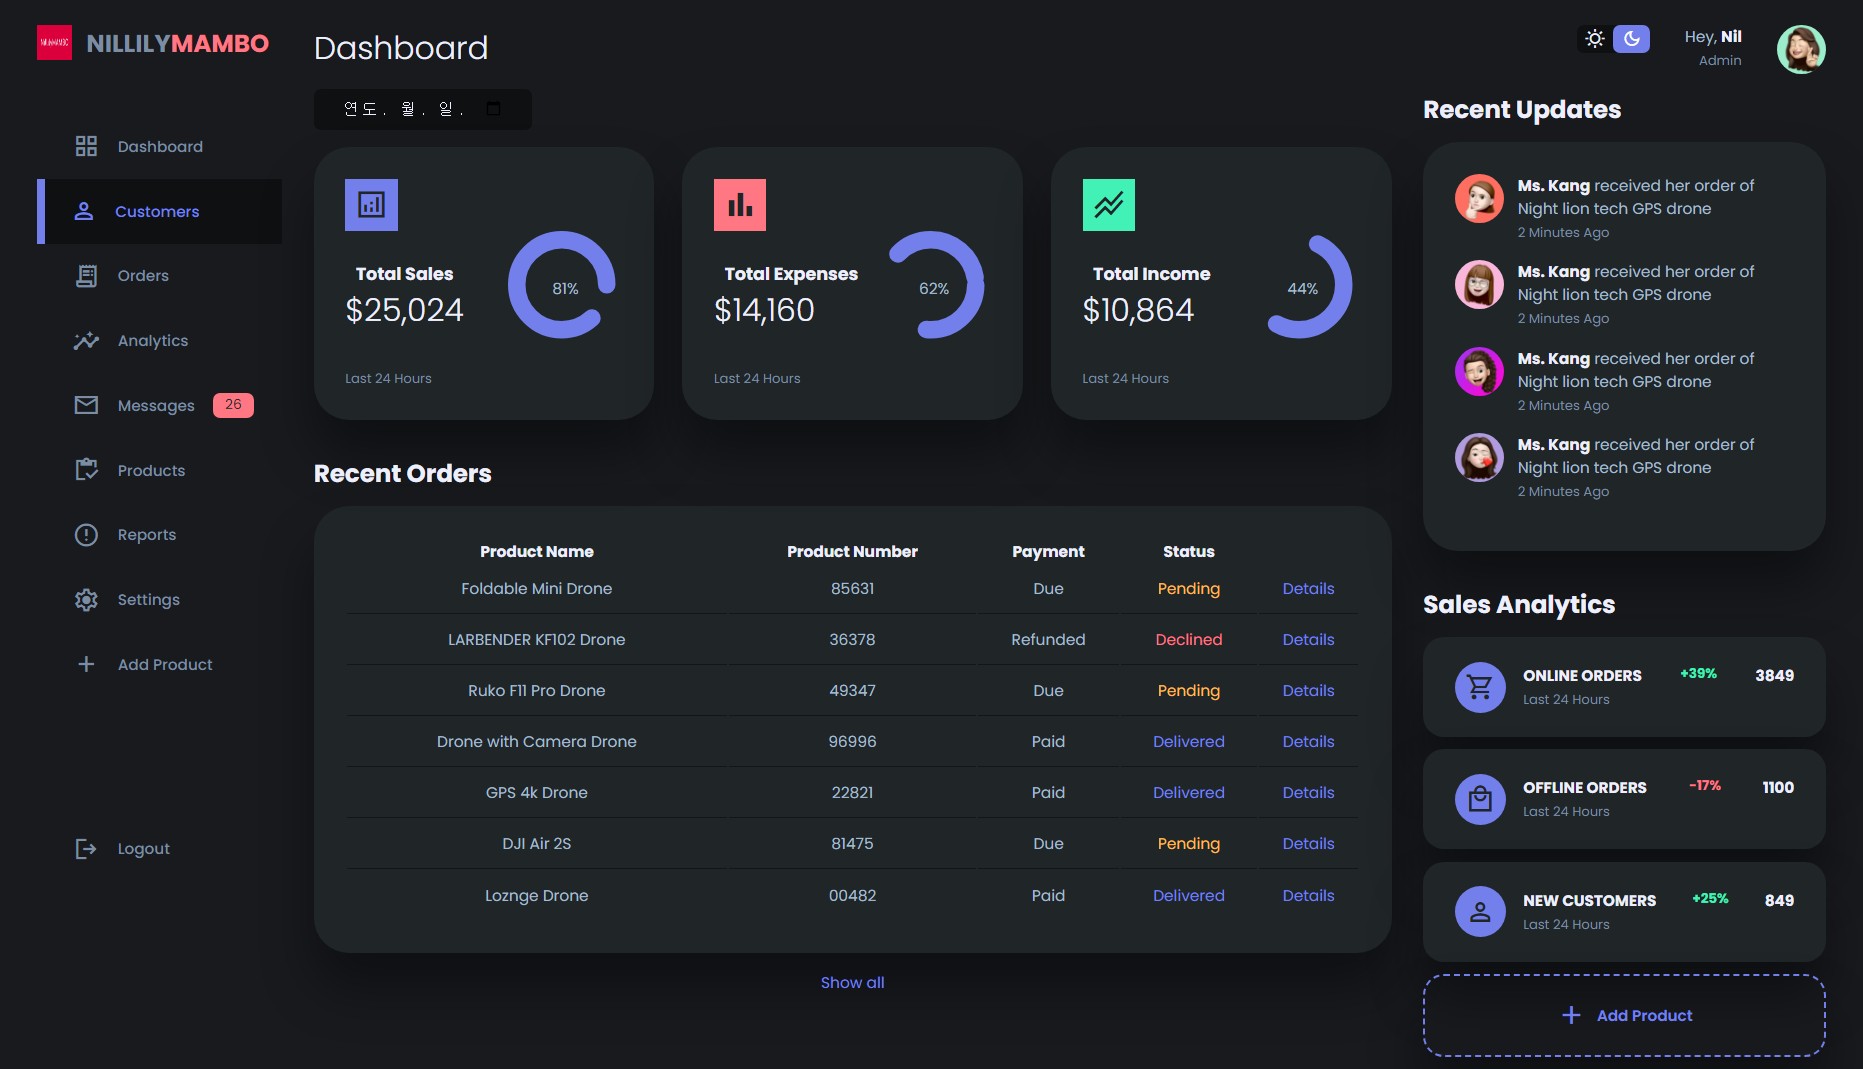 NILLILYMAMBO
Dashboard
Customers
Orders
Analytics
Messages 26
Products
Reports
Settings
Add Product
Logout
Dashboard
연도. 월. 일.
Total Sales
$25,024
81%
Last 24 Hours
Total Expenses
$14,160
62%
Last 24 Hours
Total Income
$10,864
44%
Last 24 Hours
Recent Orders
Product Name Product Number Payment Status
Foldable Mini Drone 85631 Due Pending Details
LARBENDER KF102 Drone 36378 Refunded Declined Details
Ruko F11 Pro Drone 49347 Due Pending Details
Drone with Camera Drone 96996 Paid Delivered Details
GPS 4k Drone 22821 Paid Delivered Details
DJI Air 2S 81475 Due Pending Details
Loznge Drone 00482 Paid Delivered Details
Show all
Hey, Nil
Admin
Recent Updates
Ms. Kang received her order of
Night lion tech GPS drone
2 Minutes Ago
Ms. Kang received her order of
Night lion tech GPS drone
2 Minutes Ago
Ms. Kang received her order of
Night lion tech GPS drone
2 Minutes Ago
Ms. Kang received her order of
Night lion tech GPS drone
2 Minutes Ago
Sales Analytics
ONLINE ORDERS +39% 3849
Last 24 Hours
OFFLINE ORDERS -17% 1100
Last 24 Hours
NEW CUSTOMERS +25% 849
Last 24 Hours
Add Product